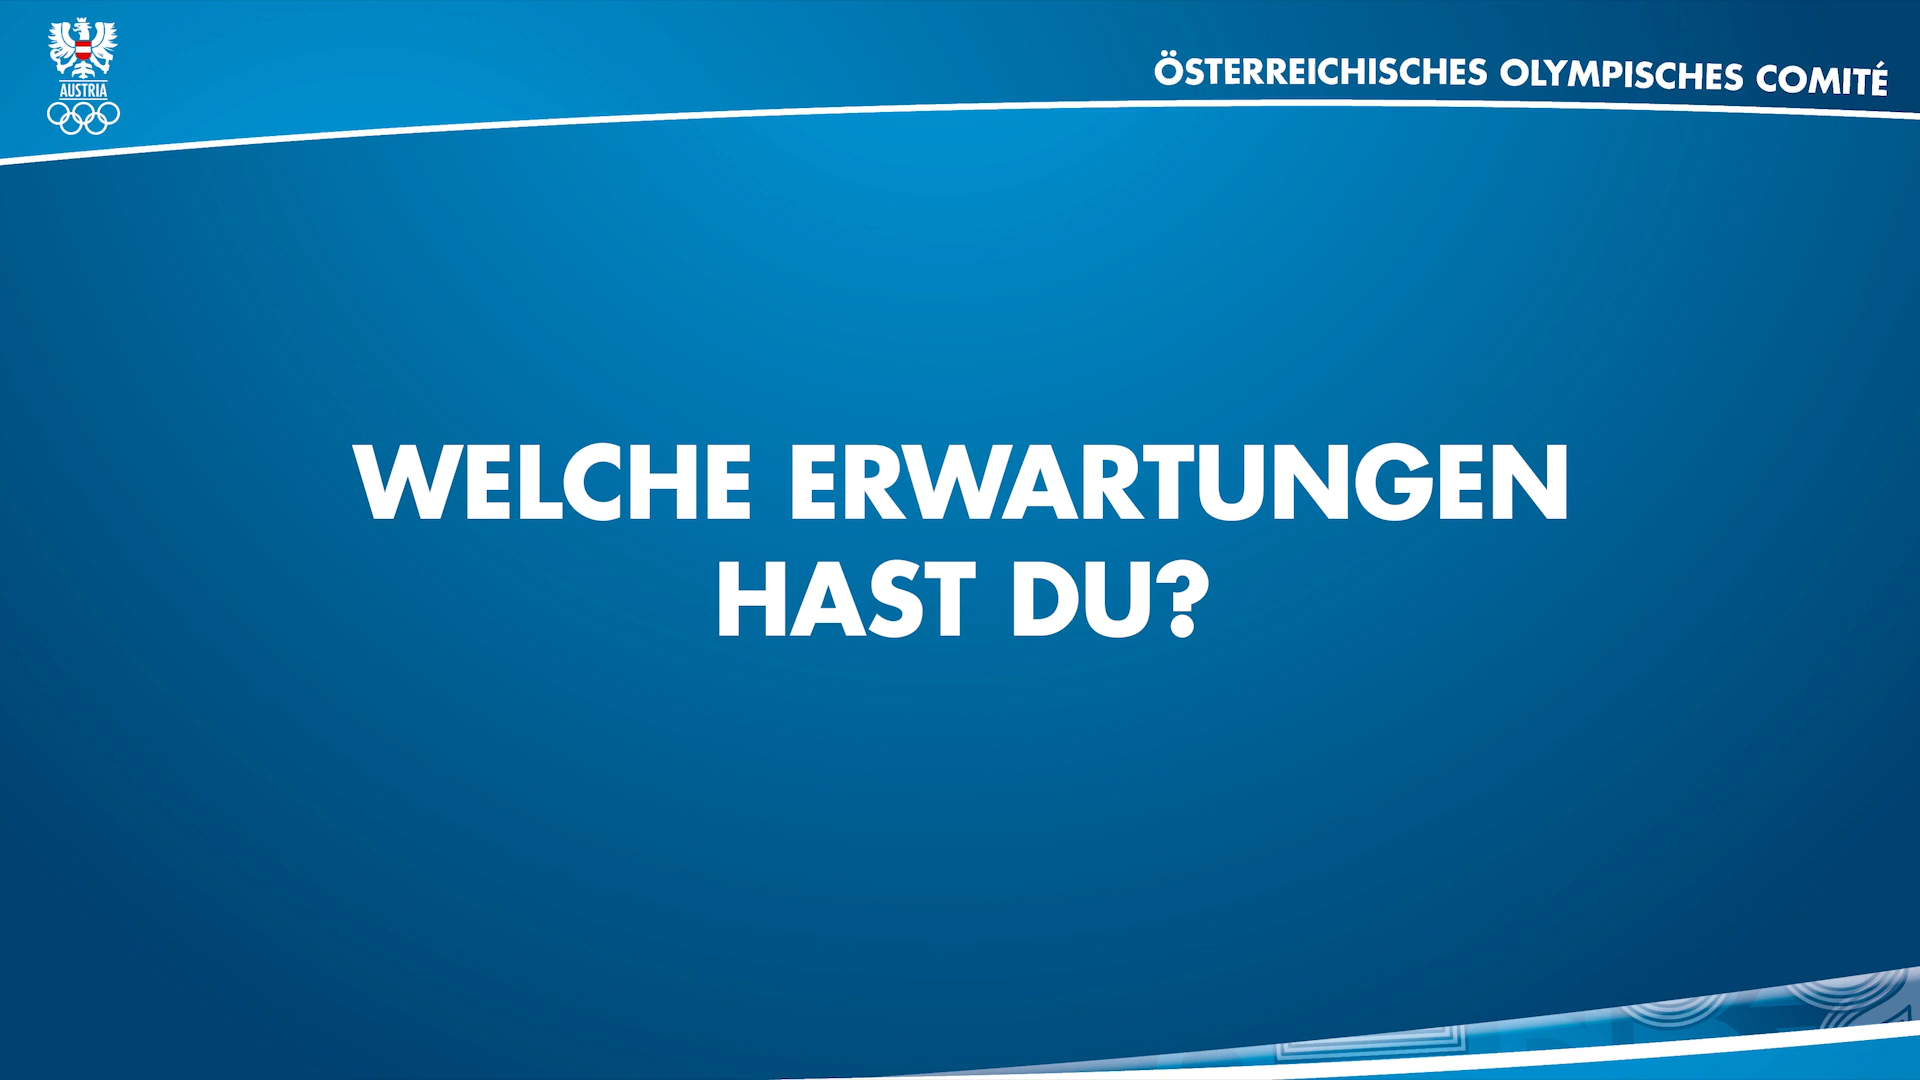 AUSTRIA
ÖSTERREICHISCHES OLYMPISCHES COMITÉ
WELCHE ERWARTUNGEN
HAST DU?